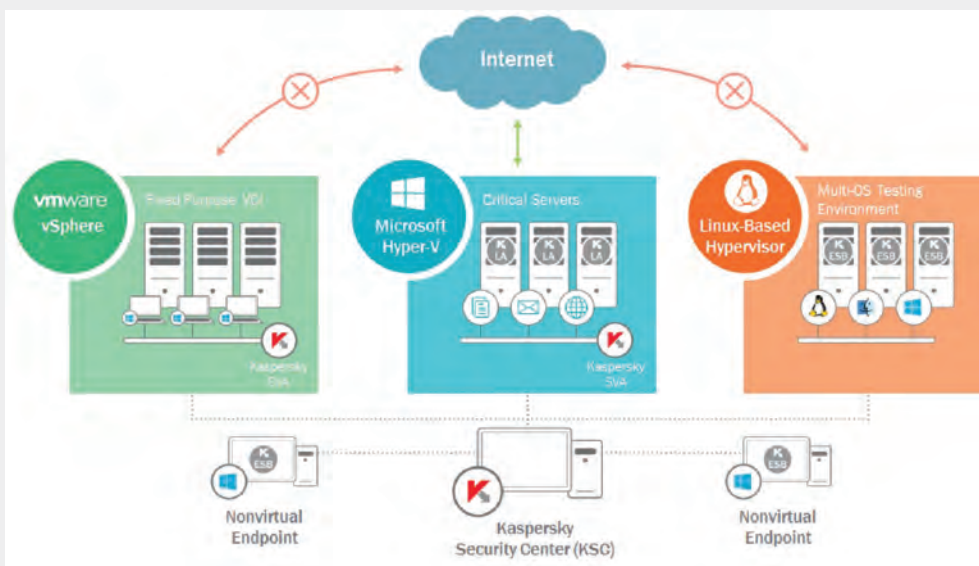 Internet
vmware
vSphere
Fixed Purpose VDI
Kaspersky
SVA
Microsoft
Hyper-V
Critical Servers
K
LA
K
LA
K
LA
Kaspersky
SVA
Linux-Based
Hypervisor
Multi-OS Testing
Environment
K
ESB
K
ESB
K
ESB
K
ESB
Nonvirtual
Endpoint
Kaspersky
Security Center (KSC)
K
ESB
Nonvirtual
Endpoint